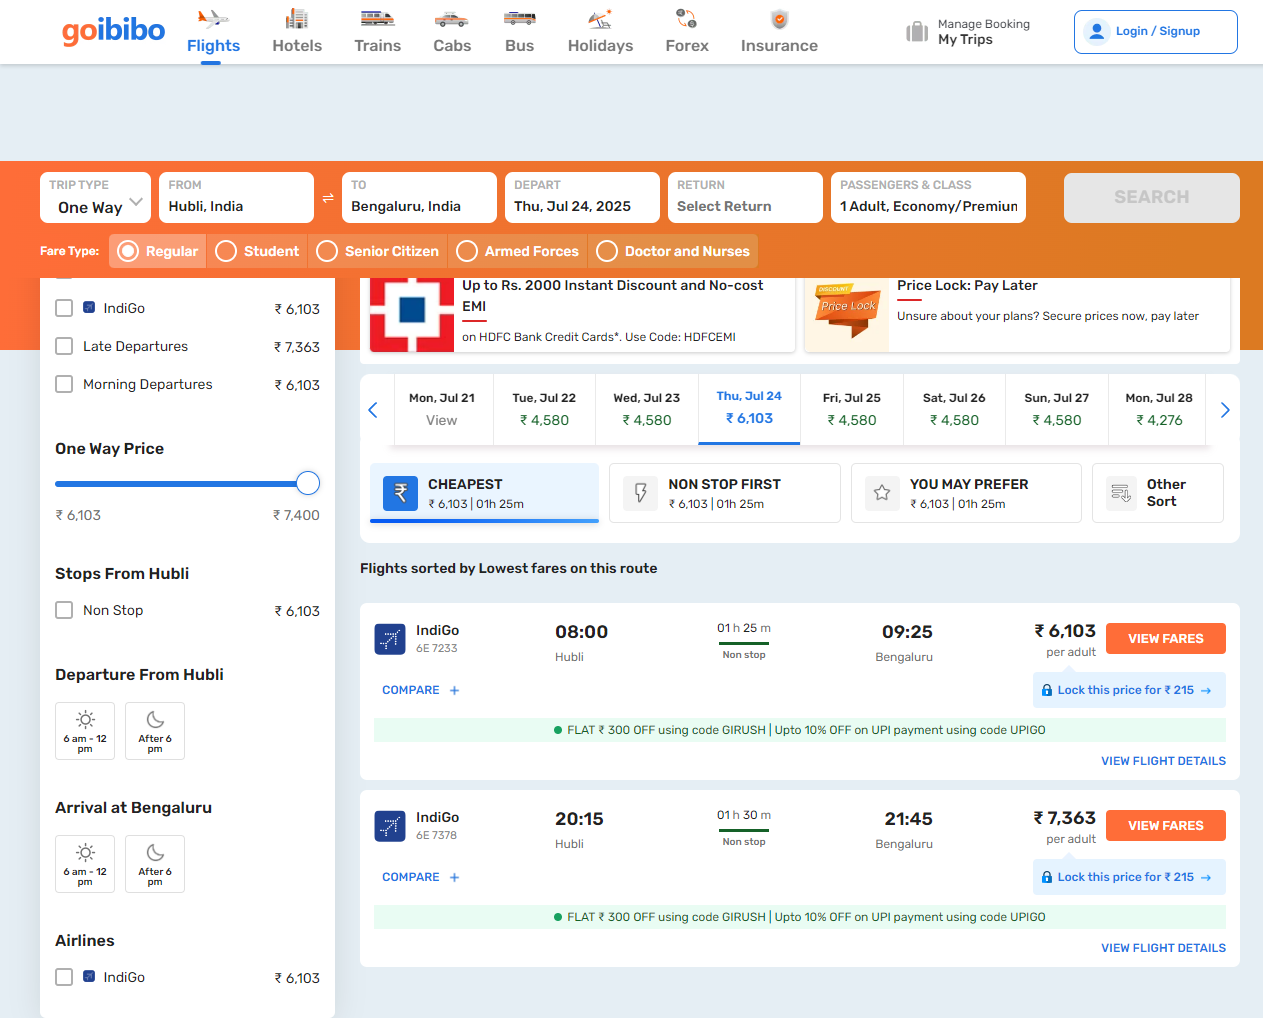 goibibo
Flights
Hotels
Trains
Cabs
Bus
Holidays
Forex
Insurance
Manage Booking
My Trips
Login / Signup
TRIP TYPE
One Way
FROM
Hubli, India
TO
Bengaluru, India
DEPART
Thu, Jul 24, 2025
RETURN
Select Return
PASSENGERS & CLASS
1 Adult, Economy/Premiun
SEARCH
Fare Type:
Regular
Student
Senior Citizen
Armed Forces
Doctor and Nurses
IndiGo ₹ 6,103
Late Departures ₹ 7,363
Morning Departures ₹ 6,103
One Way Price
₹ 6,103 ₹ 7,400
Stops From Hubli
Non Stop ₹ 6,103
Departure From Hubli
6 am - 12
pm
After 6
pm
Arrival at Bengaluru
6 am - 12
pm
After 6
pm
Airlines
IndiGo ₹ 6,103
Up to Rs. 2000 Instant Discount and No-cost
EMI
on HDFC Bank Credit Cards*. Use Code: HDFCEMI
DISCOUNT
Price Lock
Price Lock: Pay Later
Unsure about your plans? Secure prices now, pay later
Mon, Jul 21
View
Tue, Jul 22
₹ 4,580
Wed, Jul 23
₹ 4,580
Thu, Jul 24
₹ 6,103
Fri, Jul 25
₹ 4,580
Sat, Jul 26
₹ 4,580
Sun, Jul 27
₹ 4,580
Mon, Jul 28
₹ 4,276
CHEAPEST
₹ 6,103 | 01h 25m
NON STOP FIRST
₹ 6,103 | 01h 25m
YOU MAY PREFER
₹ 6,103 | 01h 25m
Other
Sort
Flights sorted by Lowest fares on this route
IndiGo
6E 7233
08:00
Hubli
01 h 25 m
Non stop
09:25
Bengaluru
₹ 6,103
per adult
VIEW FARES
COMPARE +
Lock this price for ₹ 215 →
FLAT ₹ 300 OFF using code GIRUSH | Upto 10% OFF on UPI payment using code UPIGO
VIEW FLIGHT DETAILS
IndiGo
6E 7378
20:15
Hubli
01 h 30 m
Non stop
21:45
Bengaluru
₹ 7,363
per adult
VIEW FARES
COMPARE +
Lock this price for ₹ 215 →
FLAT ₹ 300 OFF using code GIRUSH | Upto 10% OFF on UPI payment using code UPIGO
VIEW FLIGHT DETAILS